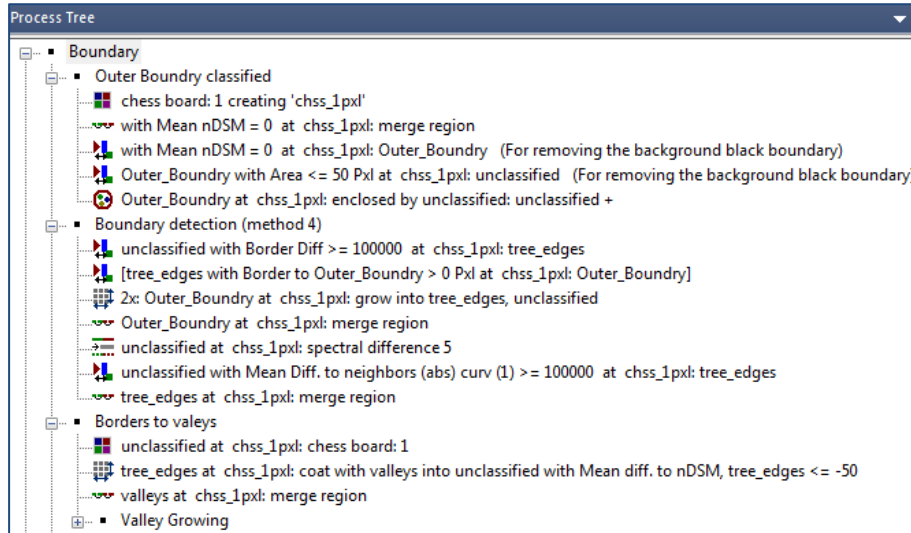 Process Tree
Boundary
Outer Boundry classified
chess board: 1 creating 'chss_1pxl'
with Mean nDSM = 0 at chss_1pxl: merge region
with Mean nDSM = 0 at chss_1pxl: Outer_Boundry (For removing the background black boundary)
Outer_Boundry with Area <= 50 Pxl at chss_1pxl: unclassified (For removing the background black boundary)
Outer_Boundry at chss_1pxl: enclosed by unclassified: unclassified +
Boundary detection (method 4)
unclassified with Border Diff >= 100000 at chss_1pxl: tree_edges
[tree_edges with Border to Outer_Boundry > 0 Pxl at chss_1pxl: Outer_Boundry]
2x: Outer_Boundry at chss_1pxl: grow into tree_edges, unclassified
Outer_Boundry at chss_1pxl: merge region
unclassified at chss_1pxl: spectral difference 5
unclassified with Mean Diff. to neighbors (abs) curv (1) >= 100000 at chss_1pxl: tree_edges
tree_edges at chss_1pxl: merge region
Borders to valeys
unclassified at chss_1pxl: chess board: 1
tree_edges at chss_1pxl: coat with valleys into unclassified with Mean diff. to nDSM, tree_edges <= -50
valleys at chss_1pxl: merge region
Valley Growing